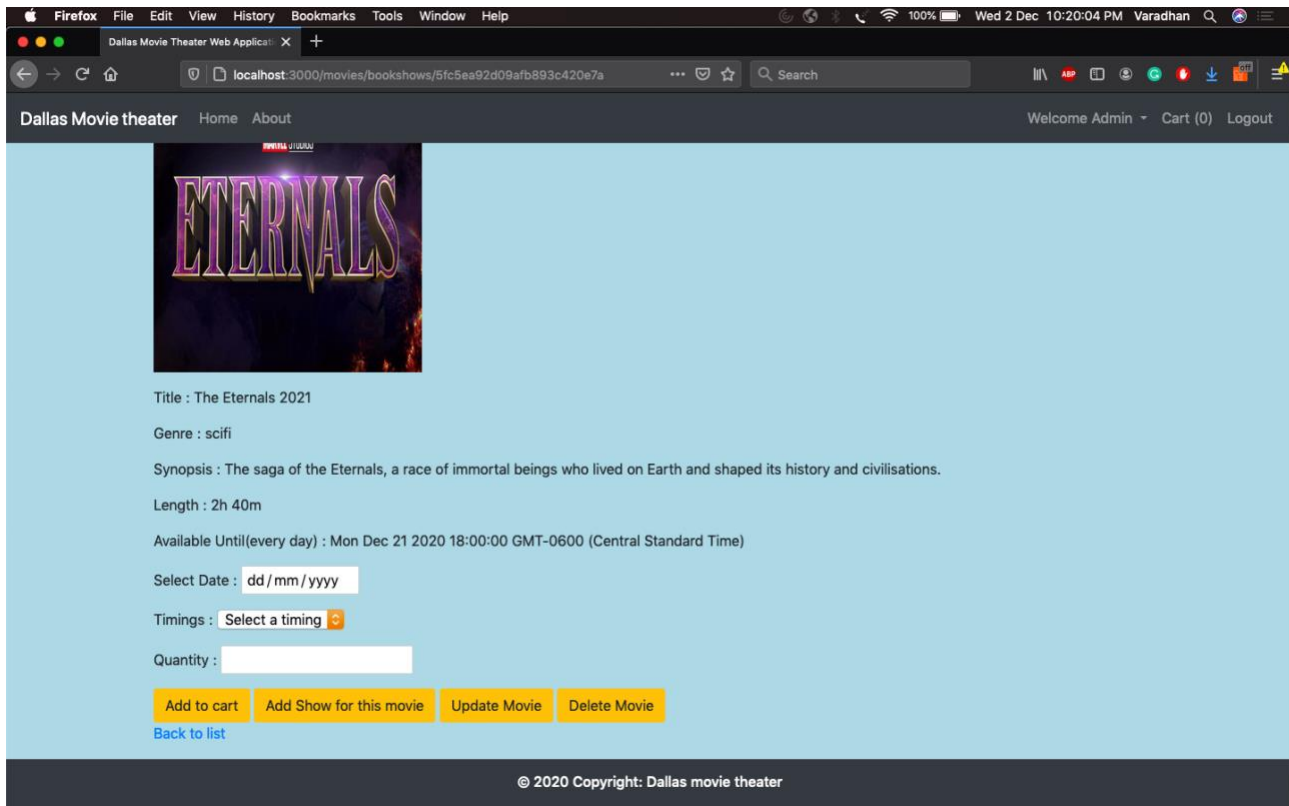 Firefox File Edit View History Bookmarks Tools Window Help 100% Wed 2 Dec 10:20:04 PM Varadhan
Dallas Movie Theater Web Applicati
localhost:3000/movies/bookshows/5fc5ea92d09afb893c420e7a Search ABP off
Dallas Movie theater Home About Welcome Admin Cart (0) Logout
MARVEL STUDIOS
ETERNALS
Title : The Eternals 2021
Genre : scifi
Synopsis : The saga of the Eternals, a race of immortal beings who lived on Earth and shaped its history and civilisations.
Length : 2h 40m
Available Until(every day) : Mon Dec 21 2020 18:00:00 GMT-0600 (Central Standard Time)
Select Date : dd/mm/yyyy
Timings : Select a timing
Quantity :
Add to cart Add Show for this movie Update Movie Delete Movie
Back to list
© 2020 Copyright: Dallas movie theater